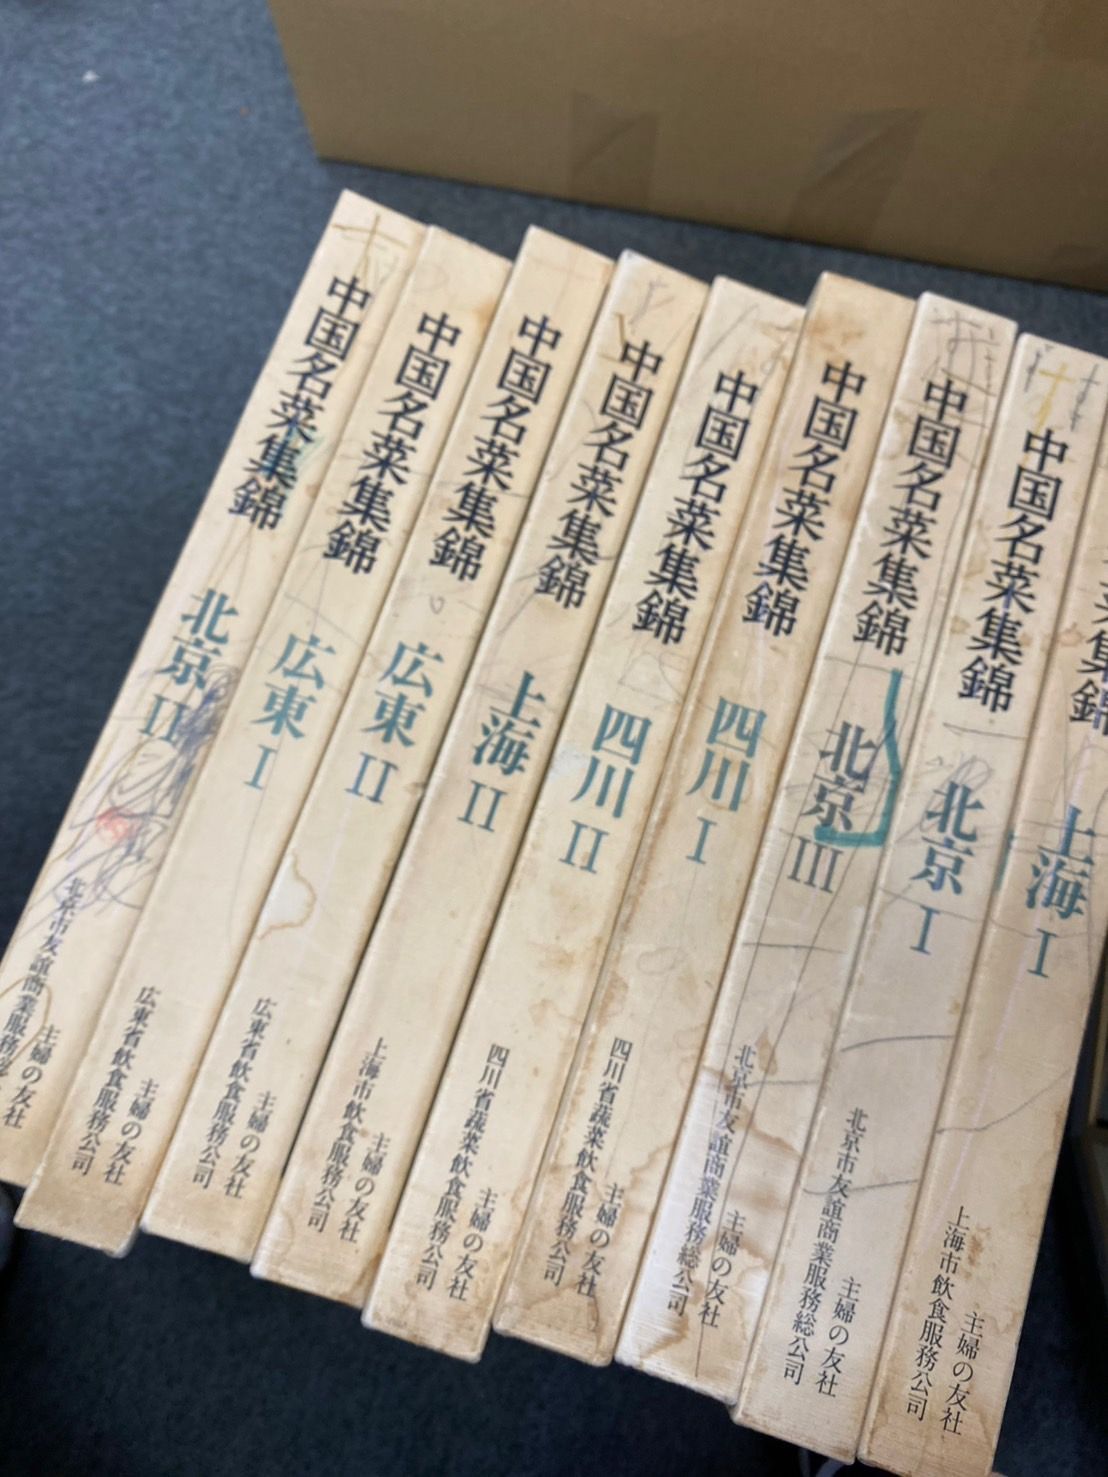 中国名菜集錦
北京 II
北京市友誼商業服務総
主婦の友社
中国名菜集錦
広東 I
広東省飲食服務公司
主婦の友社
中国名菜集錦
広東 II
広東省飲食服務公司
主婦の友社
中国名菜集錦
上海 II
上海市飲食服務公司
主婦の友社
中国名菜集錦
四川 II
四川省蔬菜飲食服務公司
主婦の友社
中国名菜集錦
四川 I
四川省蔬菜飲食服務公司
主婦の友社
中国名菜集錦
北京 III
北京市友誼商業服務総公司
主婦の友社
中国名菜集錦
北京 I
北京市友誼商業服務総公司
主婦の友社
中国名菜集錦
上海 I
上海市飲食服務公司
主婦の友社
菜集錦